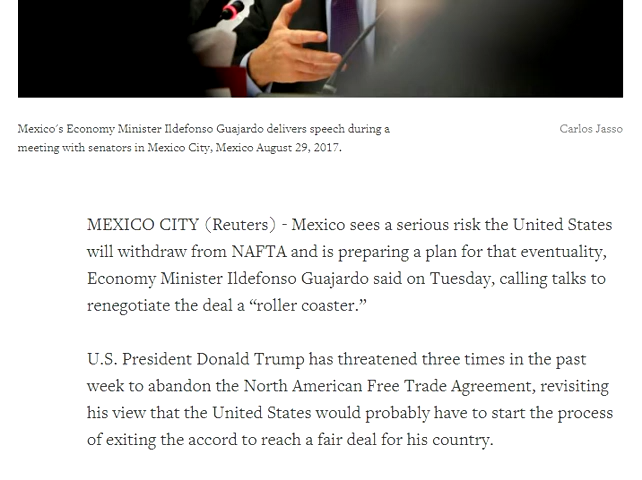 Mexico's Economy Minister Ildefonso Guajardo delivers speech during a
meeting with senators in Mexico City, Mexico August 29, 2017.
Carlos Jasso
MEXICO CITY (Reuters) - Mexico sees a serious risk the United States
will withdraw from NAFTA and is preparing a plan for that eventuality,
Economy Minister Ildefonso Guajardo said on Tuesday, calling talks to
renegotiate the deal a “roller coaster.”
U.S. President Donald Trump has threatened three times in the past
week to abandon the North American Free Trade Agreement, revisiting
his view that the United States would probably have to start the process
of exiting the accord to reach a fair deal for his country.